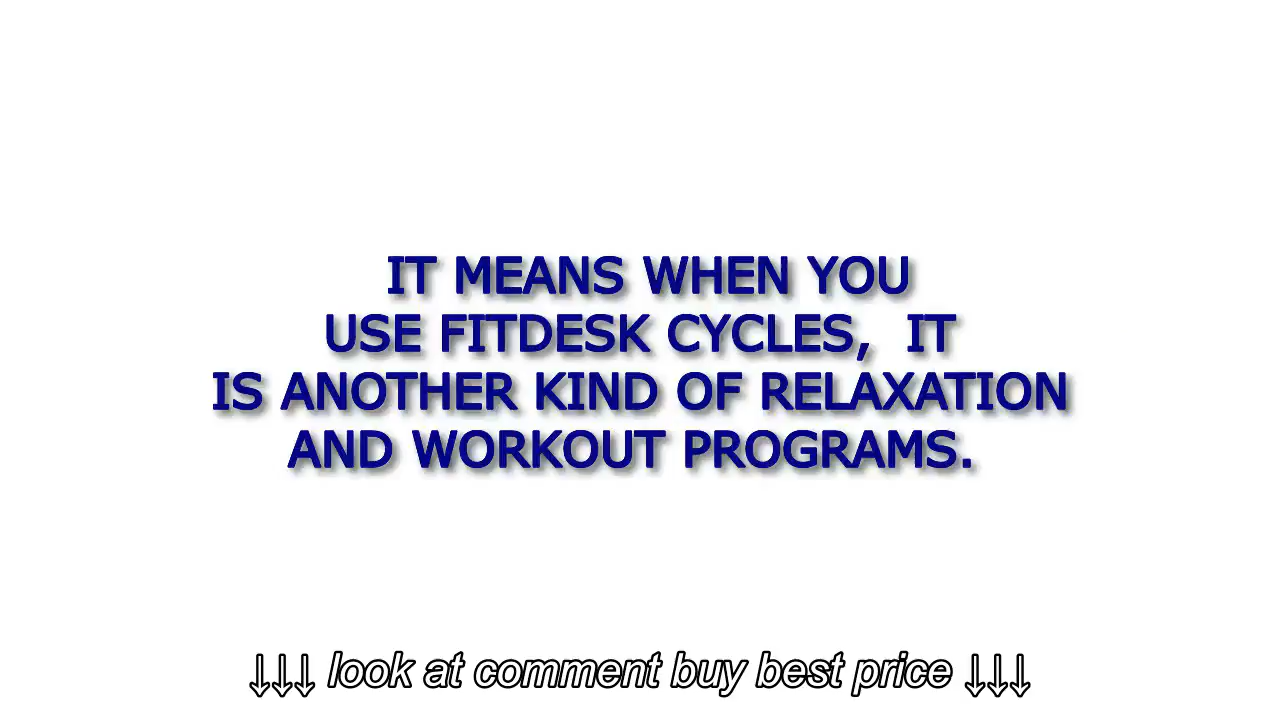 IT MEANS WHEN YOU
USE FITDESK CYCLES, IT
IS ANOTHER KIND OF RELAXATION
AND WORKOUT PROGRAMS.
↓↓↓ look at comment buy best price ↓↓↓